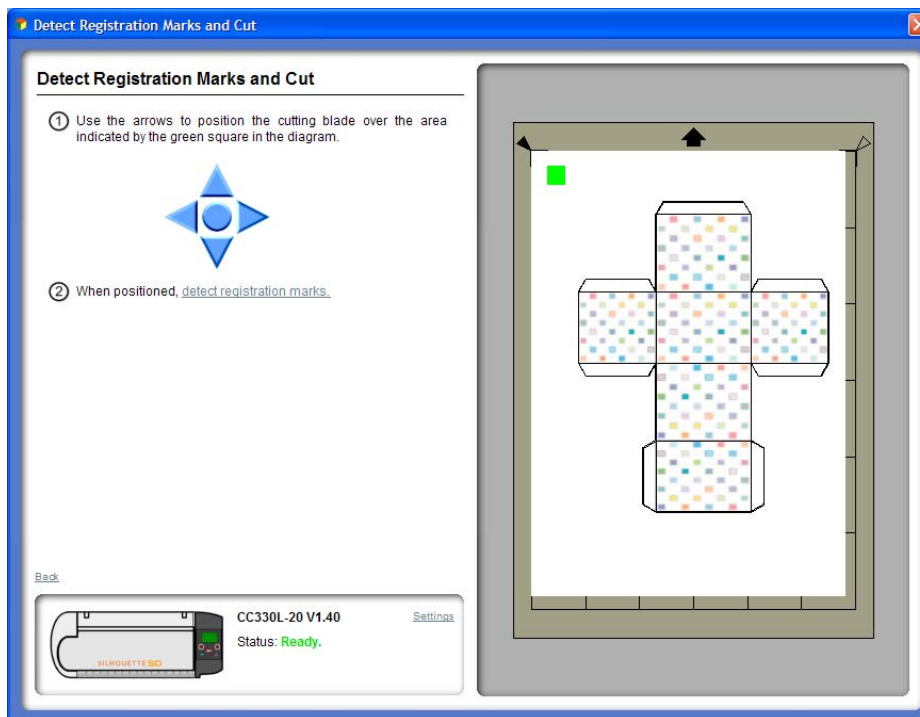 Detect Registration Marks and Cut
Detect Registration Marks and Cut
1 Use the arrows to position the cutting blade over the area
indicated by the green square in the diagram.
2 When positioned, detect registration marks.
Back
CC330L-20 V1.40
Settings
Status: Ready.
SILHOUETTE SD